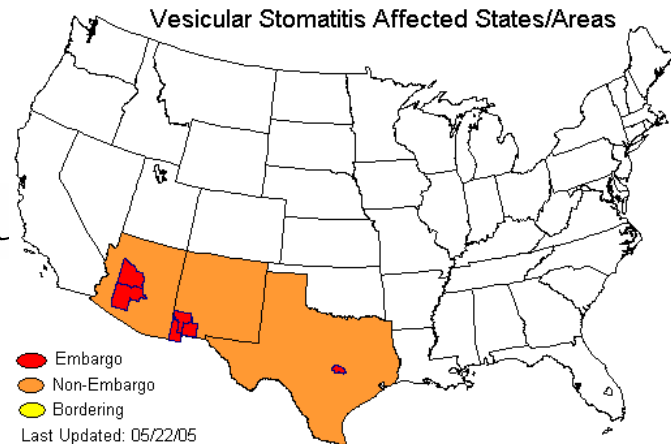 Vesicular Stomatitis Affected States/Areas
Embargo
Non-Embargo
Bordering
Last Updated: 05/22/05